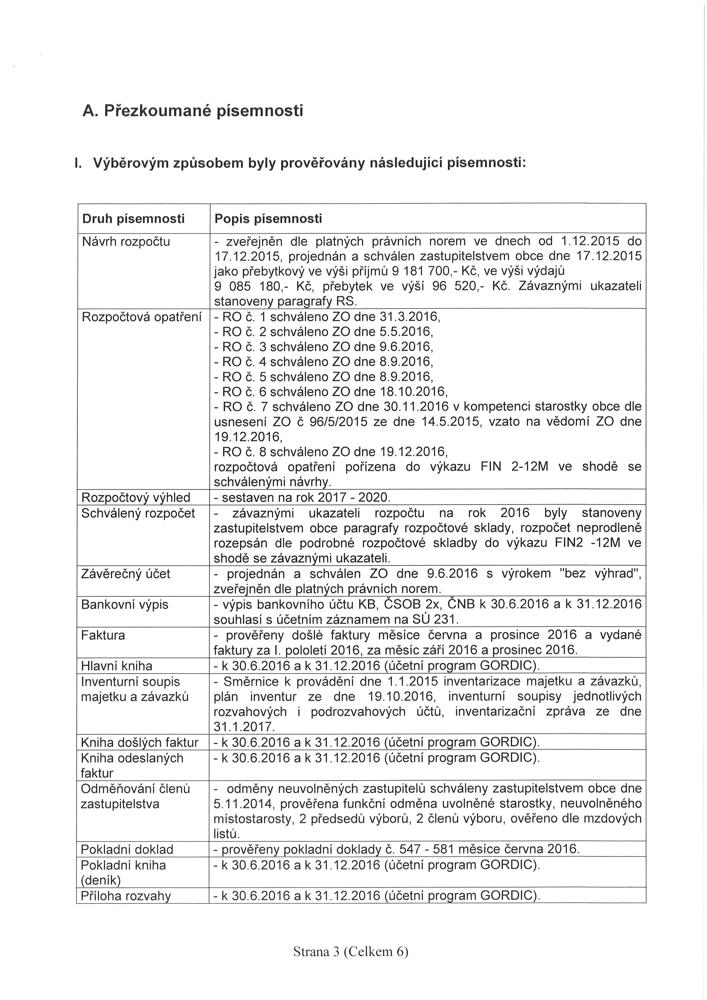 A. Přezkoumané písemnosti
I. Výběrovým způsobem byly prověřovány následující písemnosti:
Druh písemnosti
Popis písemnosti
Návrh rozpočtu
- zveřejněn dle platných právních norem ve dnech od 1.12.2015 do
17.12.2015, projednán a schválen zastupitelstvem obce dne 17.12.2015
jako přebytkový ve výši příjmů 9 181 700,- Kč, ve výši výdajů
9 085 180,- Kč, přebytek ve výší 96 520,- Kč. Závaznými ukazateli
stanoveny paragrafy RS.
Rozpočtová opatření
- RO č. 1 schváleno ZO dne 31.3.2016,
- RO č. 2 schváleno ZO dne 5.5.2016,
- RO č. 3 schváleno ZO dne 9.6.2016,
- RO č. 4 schváleno ZO dne 8.9.2016,
- RO č. 5 schváleno ZO dne 8.9.2016,
- RO č. 6 schváleno ZO dne 18.10.2016,
- RO č. 7 schváleno ZO dne 30.11.2016 v kompetenci starostky obce dle
usnesení ZO č 96/5/2015 ze dne 14.5.2015, vzato na vědomí ZO dne
19.12.2016,
- RO č. 8 schváleno ZO dne 19.12.2016,
rozpočtová opatření pořízena do výkazu FIN 2-12M ve shodě se
schválenými návrhy.
Rozpočtový výhled
- sestaven na rok 2017 - 2020.
Schválený rozpočet
- závaznými ukazateli rozpočtu na rok 2016 byly stanoveny
zastupitelstvem obce paragrafy rozpočtové sklady, rozpočet neprodleně
rozepsán dle podrobné rozpočtové skladby do výkazu FIN2 -12M ve
shodě se závaznými ukazateli.
Závěrečný účet
- projednán a schválen ZO dne 9.6.2016 s výrokem "bez výhrad",
zveřejněn dle platných právních norem.
Bankovní výpis
- výpis bankovního účtu KB, ČSOB 2x, ČNB k 30.6.2016 a k 31.12.2016
souhlasí s účetním záznamem na SÚ 231.
Faktura
- prověřeny došlé faktury měsíce června a prosince 2016 a vydané
faktury za I. pololetí 2016, za měsíc září 2016 a prosinec 2016.
Hlavní kniha
- k 30.6.2016 a k 31.12.2016 (účetní program GORDIC).
Inventurní soupis
majetku a závazků
- Směrnice k provádění dne 1.1.2015 inventarizace majetku a závazků,
plán inventur ze dne 19.10.2016, inventurní soupisy jednotlivých
rozvahových i podrozvahových účtů, inventarizační zpráva ze dne
31.1.2017.
Kniha došlých faktur
- k 30.6.2016 a k 31.12.2016 (účetní program GORDIC).
Kniha odeslaných
faktur
- k 30.6.2016 a k 31.12.2016 (účetní program GORDIC).
Odměňování členů
zastupitelstva
- odměny neuvolněných zastupitelů schváleny zastupitelstvem obce dne
5.11.2014, prověřena funkční odměna uvolněné starostky, neuvolněného
místostarosty, 2 předsedů výborů, 2 členů výboru, ověřeno dle mzdových
listů.
Pokladní doklad
- prověřeny pokladní doklady č. 547 - 581 měsíce června 2016.
Pokladní kniha
(deník)
- k 30.6.2016 a k 31.12.2016 (účetní program GORDIC).
Příloha rozvahy
- k 30.6.2016 a k 31.12.2016 (účetní program GORDIC).
Strana 3 (Celkem 6)